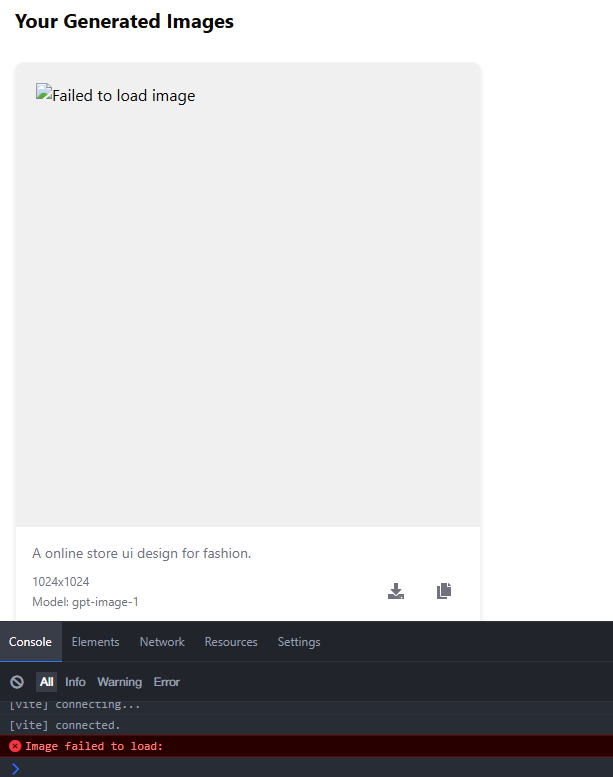 Your Generated Images
Failed to load image
A online store ui design for fashion.
1024x1024
Model: gpt-image-1
Console Elements Network Resources Settings
All Info Warning Error
[vite] connecting...
[vite] connected.
Image failed to load: